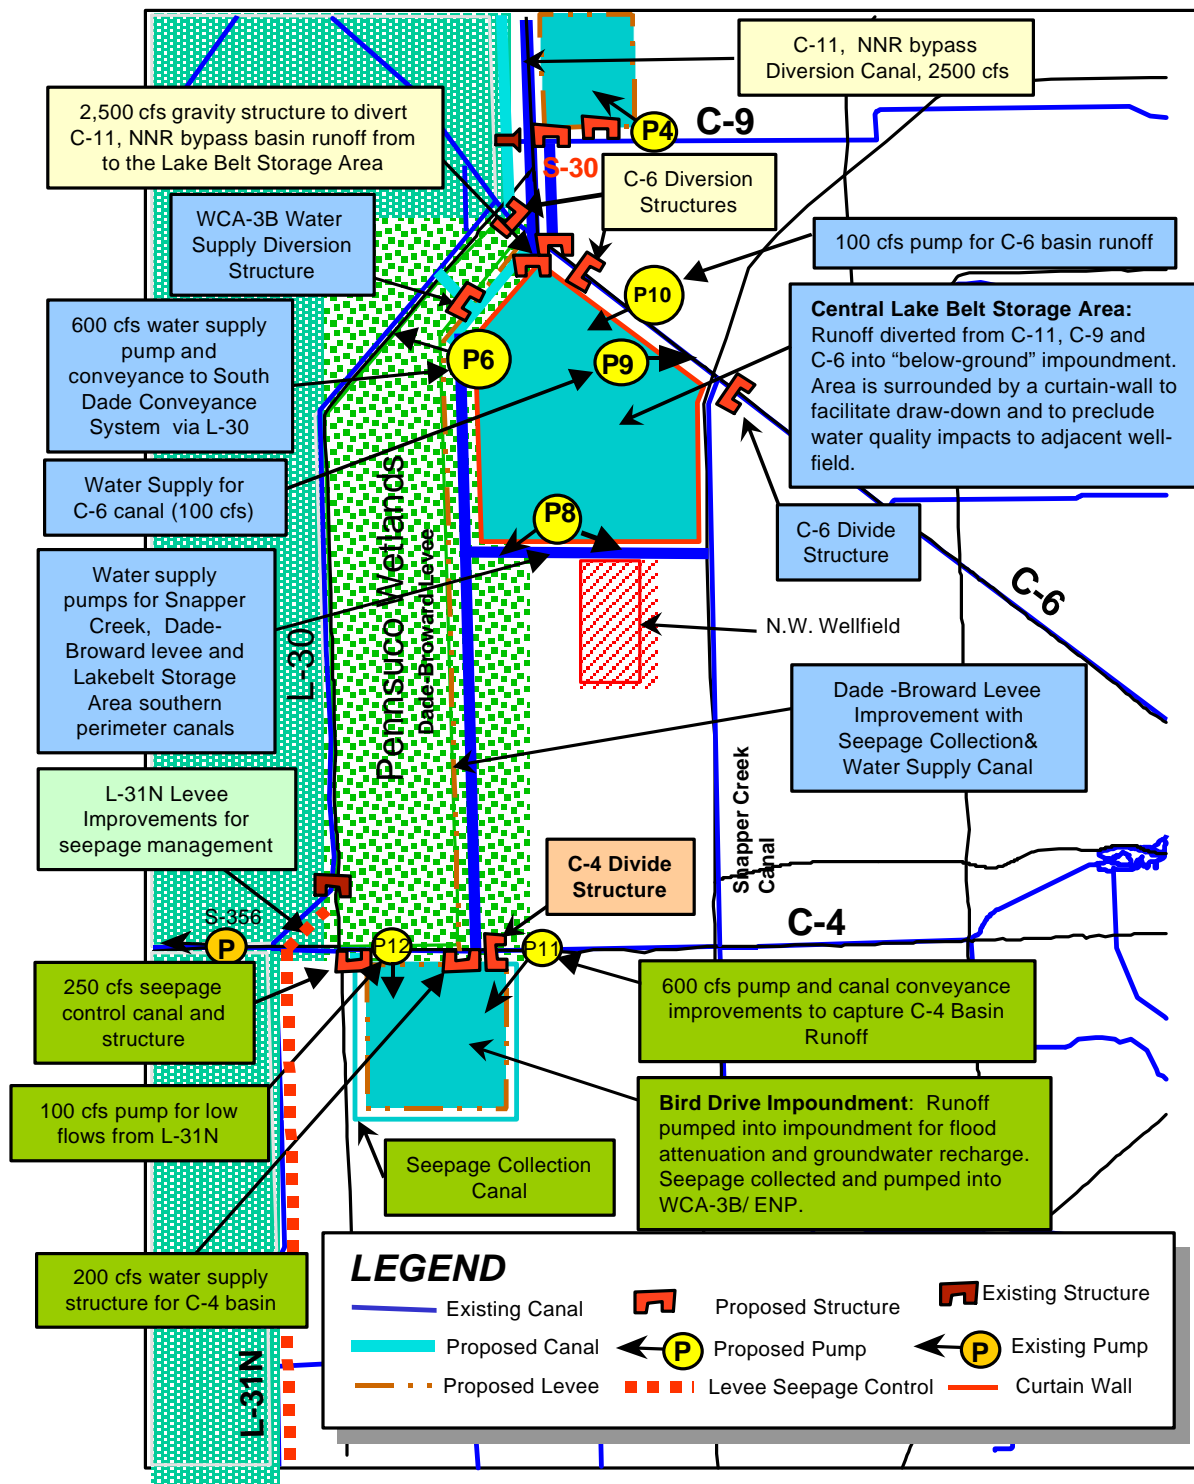 C-11, NNR bypass
Diversion Canal, 2500 cfs
2,500 cfs gravity structure to divert
C-11, NNR bypass basin runoff from
to the Lake Belt Storage Area
P4
C-9
S-30
C-6 Diversion
Structures
WCA-3B Water
Supply Diversion
Structure
100 cfs pump for C-6 basin runoff
P10
600 cfs water supply
pump and
conveyance to South
Dade Conveyance
System via L-30
P6
P9
Central Lake Belt Storage Area:
Runoff diverted from C-11, C-9 and
C-6 into “below-ground” impoundment.
Area is surrounded by a curtain-wall to
facilitate draw-down and to preclude
water quality impacts to adjacent well-
field.
Water Supply for
C-6 canal (100 cfs)
P8
C-6 Divide
Structure
C-6
Water supply
pumps for Snapper
Creek, Dade-
Broward levee and
Lakebelt Storage
Area southern
perimeter canals
L-30
Pennsuco Wetlands
Dade-Broward Levee
N.W. Wellfield
Dade -Broward Levee
Improvement with
Seepage Collection&
Water Supply Canal
L-31N Levee
Improvements for
seepage management
C-4 Divide
Structure
Snapper Creek
Canal
C-4
S-356
P
P12
P11
250 cfs seepage
control canal and
structure
600 cfs pump and canal conveyance
improvements to capture C-4 Basin
Runoff
100 cfs pump for low
flows from L-31N
Bird Drive Impoundment: Runoff
pumped into impoundment for flood
attenuation and groundwater recharge.
Seepage collected and pumped into
WCA-3B/ ENP.
Seepage Collection
Canal
200 cfs water supply
structure for C-4 basin
L-31N
LEGEND
Existing Canal
Proposed Structure
Existing Structure
Proposed Canal
P
Proposed Pump
P
Existing Pump
Proposed Levee
Levee Seepage Control
Curtain Wall